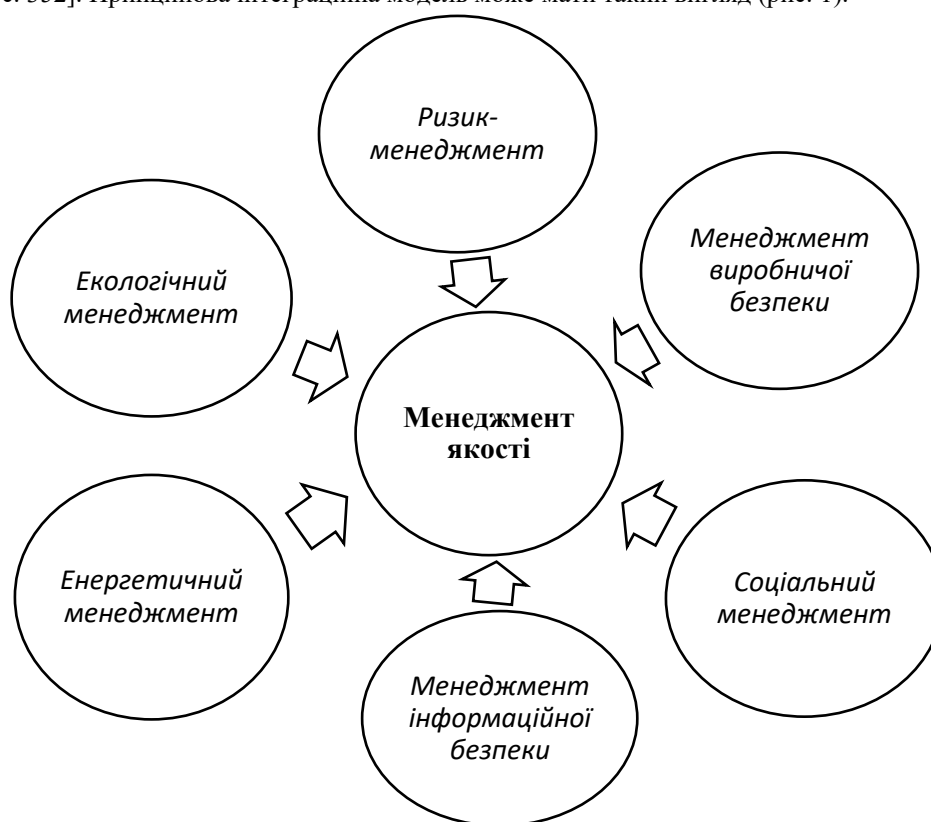 с. 332]. Принципова інтеграційна модель може мати такий вигляд (рис. 1).
Ризик-
менеджмент
Екологічний
менеджмент
Менеджмент
виробничої
безпеки
Менеджмент
якості
Енергетичний
менеджмент
Соціальний
менеджмент
Менеджмент
інформаційної
безпеки